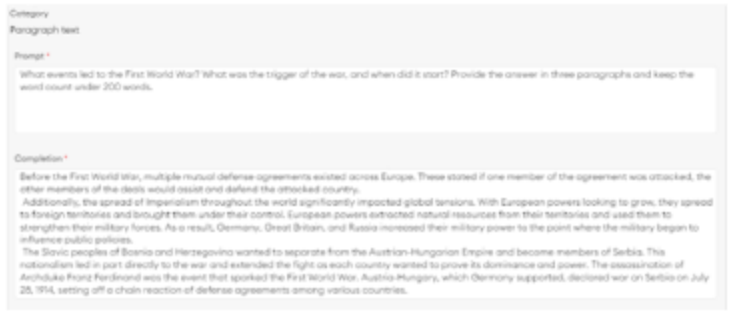 Category
Paragraph text
Prompt *
What events led to the First World War? What was the trigger of the war, and when did it start? Provide the answer in three paragraphs and keep the
word count under 200 words.
Completion *
Before the First World War, multiple mutual defense agreements existed across Europe. These stated if one member of the agreement was attacked, the
other members of the deals would assist and defend the attacked country.
Additionally, the spread of Imperialism throughout the world significantly impacted global tensions. With European powers looking to grow, they spread
to foreign territories and brought them under their control. European powers extracted natural resources from their territories and used them to
strengthen their military forces. As a result, Germany, Great Britain, and Russia increased their military power to the point where the military began to
influence public policies.
The Slavic peoples of Bosnia and Herzegovina wanted to separate from the Austrian-Hungarian Empire and become members of Serbia. This
nationalism led in part directly to the war and extended the fight as each country wanted to prove its dominance and power. The assassination of
Archduke Franz Ferdinand was the event that sparked the First World War. Austria-Hungary, which Germany supported, declared war on Serbia on July
28, 1914, setting off a chain reaction of defense agreements among various countries.